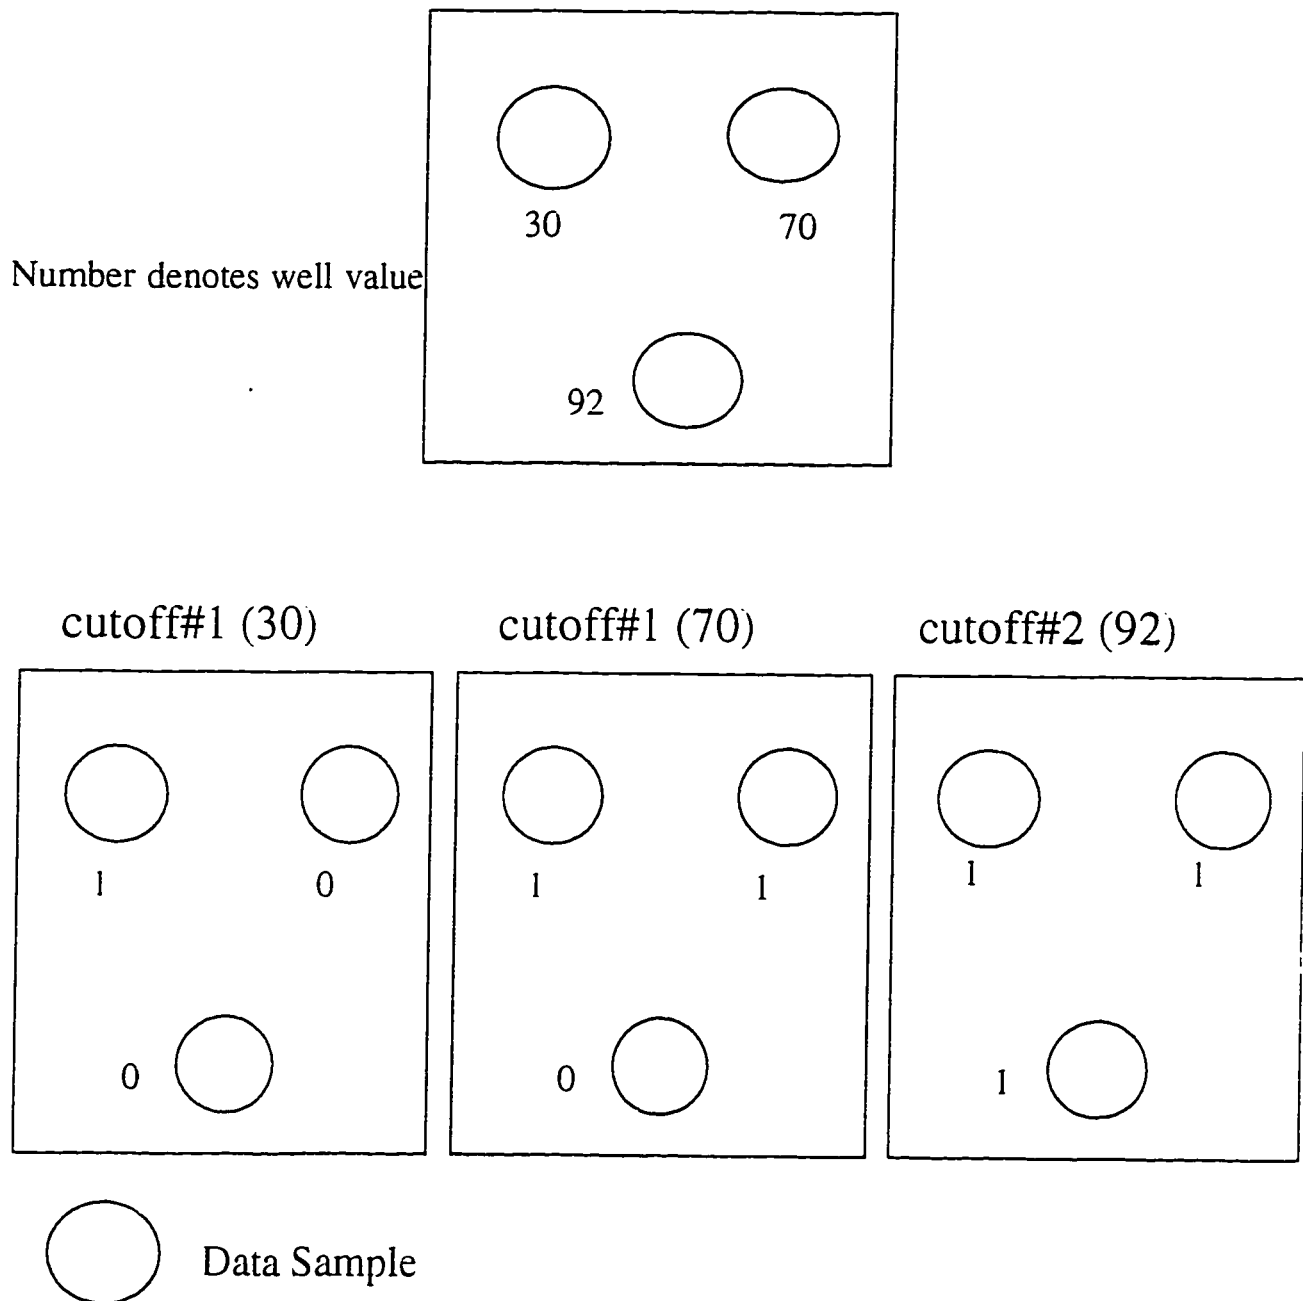 30
70
Number denotes well value
92
cutoff#1 (30)
cutoff#1 (70)
cutoff#2 (92)
1
0
1
1
1
1
0
0
1
Data Sample